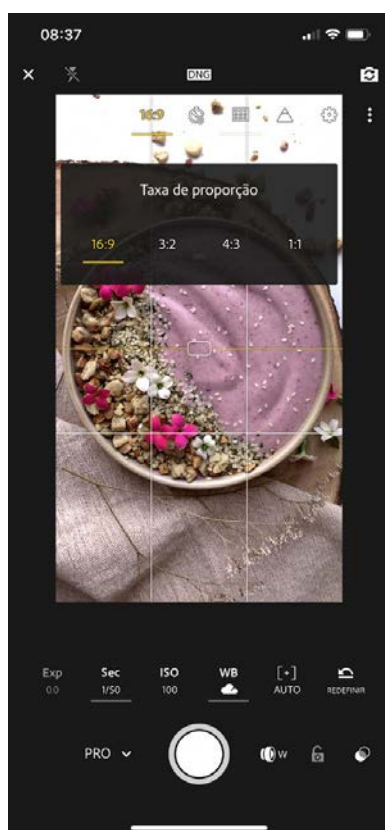 08:37
DNG
16:9
Taxa de proporção
16:9 3:2 4:3 1:1
Exp Sec ISO WB [+]
0.0 1/50 100 AUTO REDEFINIR
PRO W